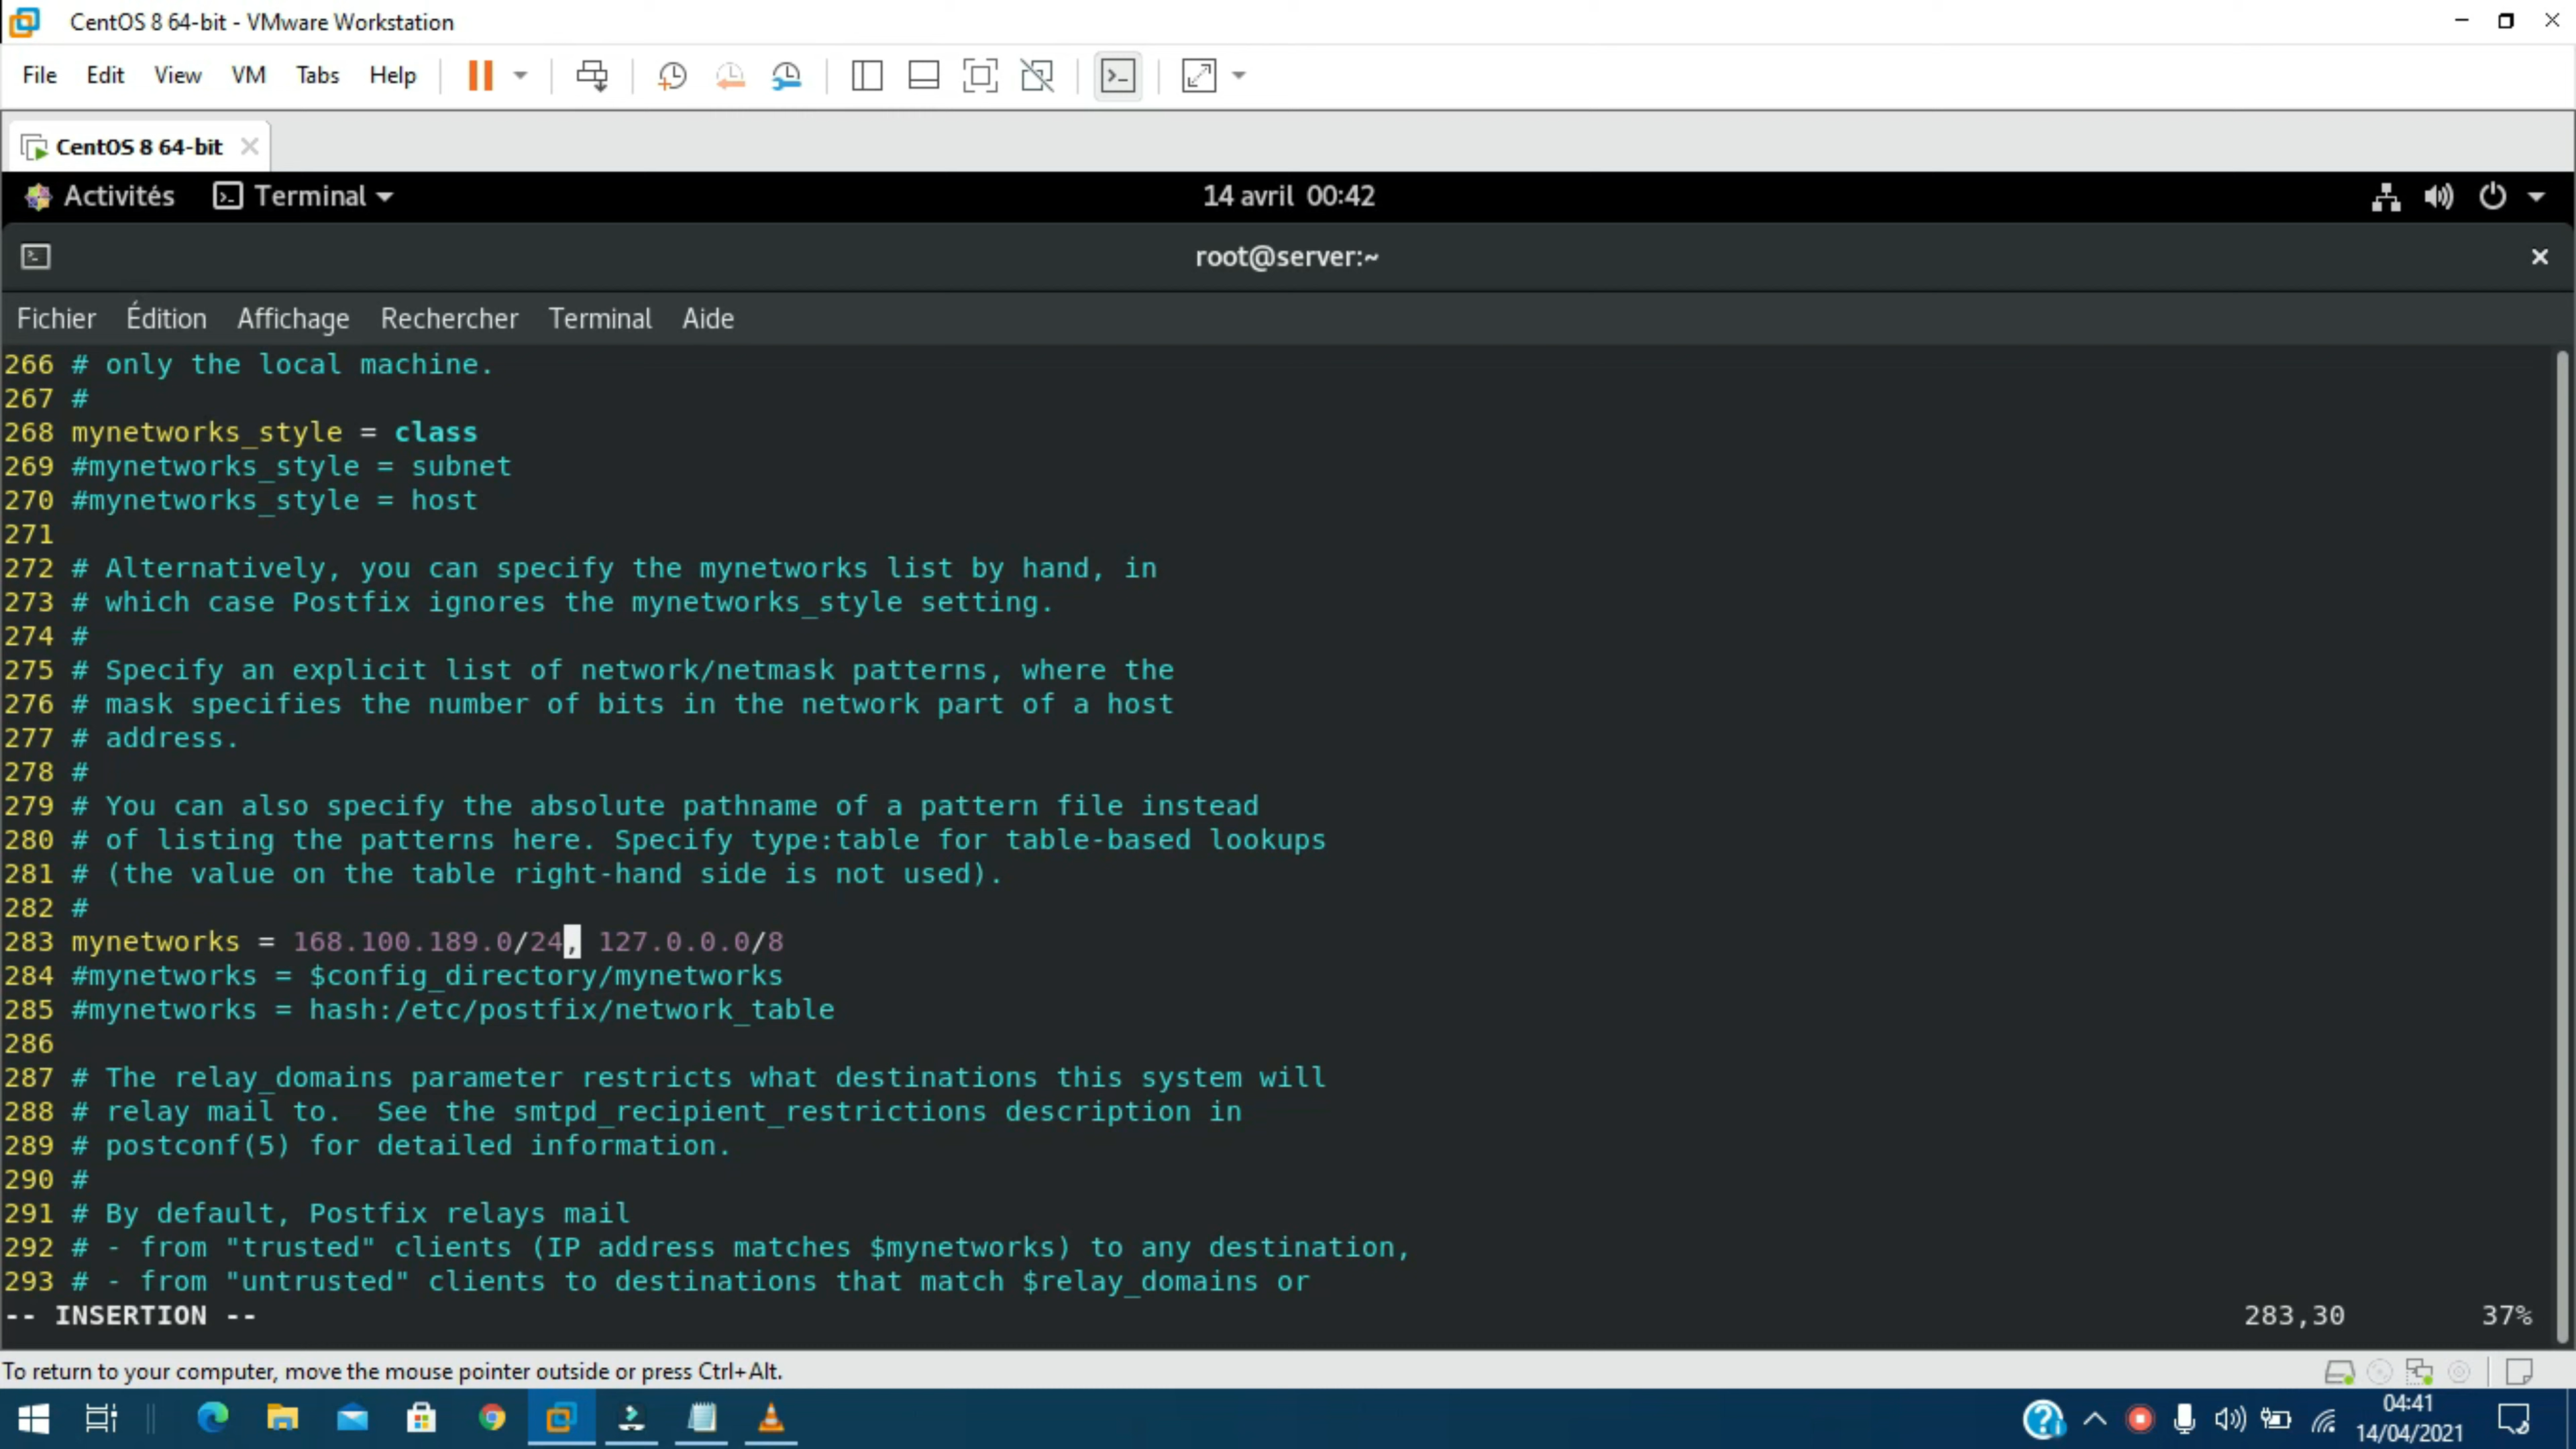 CentOS 8 64-bit - VMware Workstation
File Edit View VM Tabs Help
CentOS 8 64-bit
Activités Terminal 14 avril 00:42
root@server:~
Fichier Édition Affichage Rechercher Terminal Aide
266 # only the local machine.
267 #
268 mynetworks_style = class
269 #mynetworks_style = subnet
270 #mynetworks_style = host
271
272 # Alternatively, you can specify the mynetworks list by hand, in
273 # which case Postfix ignores the mynetworks_style setting.
274 #
275 # Specify an explicit list of network/netmask patterns, where the
276 # mask specifies the number of bits in the network part of a host
277 # address.
278 #
279 # You can also specify the absolute pathname of a pattern file instead
280 # of listing the patterns here. Specify type:table for table-based lookups
281 # (the value on the table right-hand side is not used).
282 #
283 mynetworks = 168.100.189.0/24, 127.0.0.0/8
284 #mynetworks = $config_directory/mynetworks
285 #mynetworks = hash:/etc/postfix/network_table
286
287 # The relay_domains parameter restricts what destinations this system will
288 # relay mail to.  See the smtpd_recipient_restrictions description in
289 # postconf(5) for detailed information.
290 #
291 # By default, Postfix relays mail
292 # - from "trusted" clients (IP address matches $mynetworks) to any destination,
293 # - from "untrusted" clients to destinations that match $relay_domains or
-- INSERTION -- 283,30 37%
To return to your computer, move the mouse pointer outside or press Ctrl+Alt.
04:41
14/04/2021